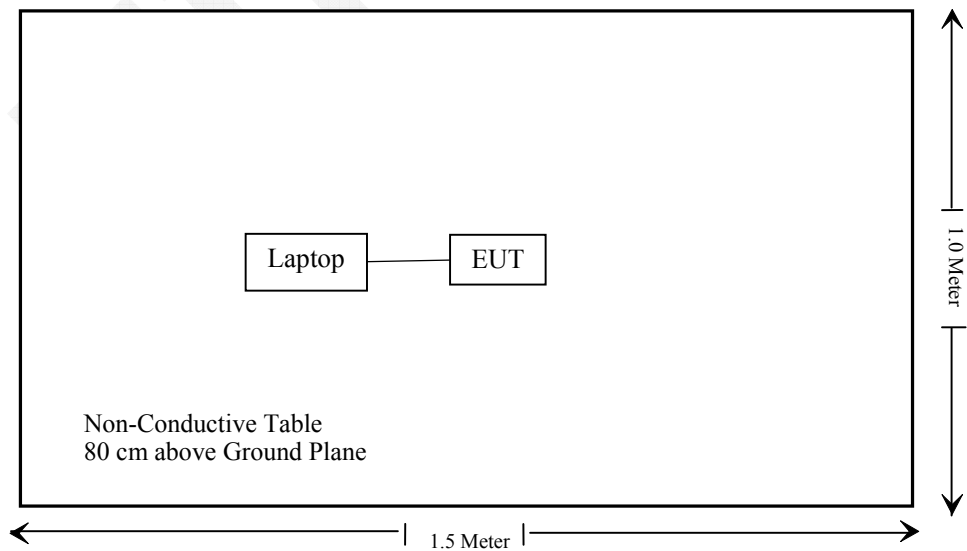 Laptop
EUT
1.0 Meter
Non-Conductive Table
80 cm above Ground Plane
1.5 Meter